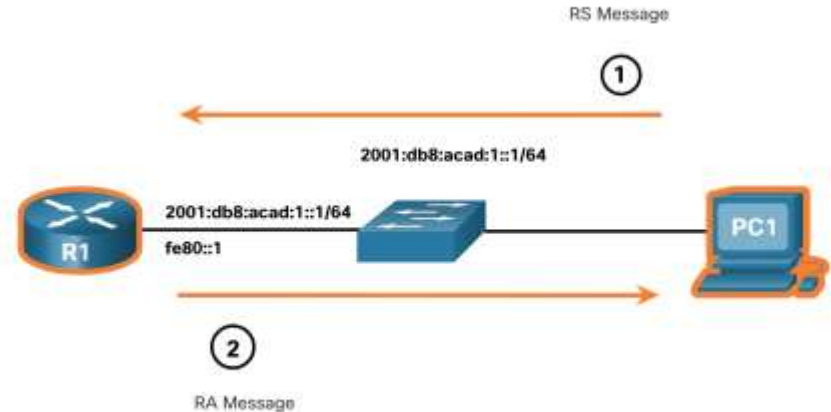 RS Message
1
2001:db8:acad:1::1/64
2001:db8:acad:1::1/64
R1
fe80::1
PC1
2
RA Message